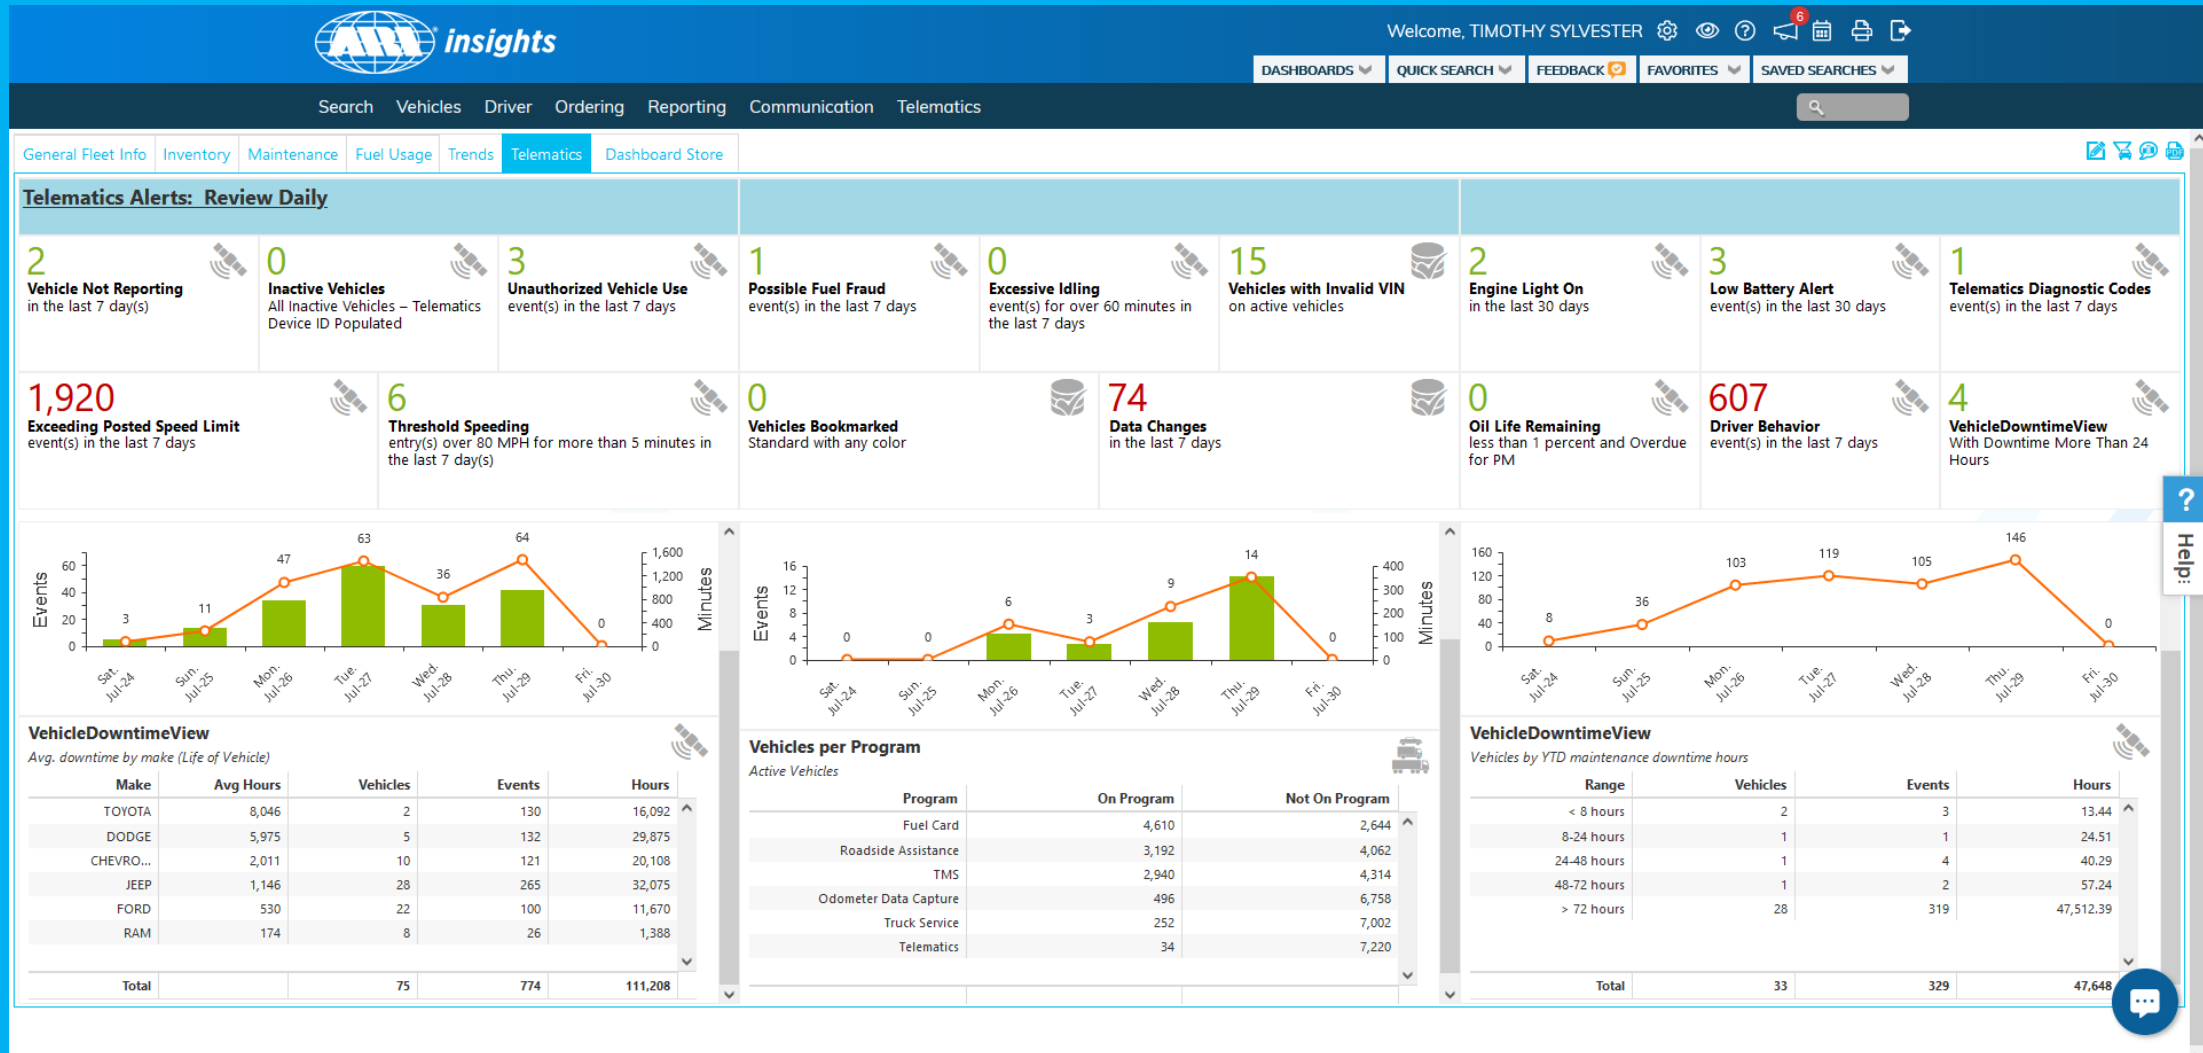 ARI insights
Welcome, TIMOTHY SYLVESTER
6
DASHBOARDS
QUICK SEARCH
FEEDBACK
FAVORITES
SAVED SEARCHES
Search Vehicles Driver Ordering Reporting Communication Telematics
General Fleet Info Inventory Maintenance Fuel Usage Trends Telematics Dashboard Store
PDF
Telematics Alerts: Review Daily
2
Vehicle Not Reporting
in the last 7 day(s)
0
Inactive Vehicles
All Inactive Vehicles – Telematics
Device ID Populated
3
Unauthorized Vehicle Use
event(s) in the last 7 days
1
Possible Fuel Fraud
event(s) in the last 7 days
0
Excessive Idling
event(s) for over 60 minutes in
the last 7 days
15
Vehicles with Invalid VIN
on active vehicles
2
Engine Light On
in the last 30 days
3
Low Battery Alert
event(s) in the last 30 days
1
Telematics Diagnostic Codes
event(s) in the last 7 days
1,920
Exceeding Posted Speed Limit
event(s) in the last 7 days
6
Threshold Speeding
entry(s) over 80 MPH for more than 5 minutes in
the last 7 day(s)
0
Vehicles Bookmarked
Standard with any color
74
Data Changes
in the last 7 days
0
Oil Life Remaining
less than 1 percent and Overdue
for PM
607
Driver Behavior
event(s) in the last 7 days
4
VehicleDowntimeView
With Downtime More Than 24
Hours
?
Help:
Events
60
40
20
0
3
11
47
63
36
64
0
1,600
1,200
800
400
0
Minutes
Sat. Jul-24
Sun. Jul-25
Mon. Jul-26
Tue. Jul-27
Wed. Jul-28
Thu. Jul-29
Fri. Jul-30
Events
16
12
8
4
0
0
0
6
3
9
14
0
400
300
200
100
0
Minutes
Sat. Jul-24
Sun. Jul-25
Mon. Jul-26
Tue. Jul-27
Wed. Jul-28
Thu. Jul-29
Fri. Jul-30
160
120
80
40
0
8
36
103
119
105
146
0
Sat. Jul-24
Sun. Jul-25
Mon. Jul-26
Tue. Jul-27
Wed. Jul-28
Thu. Jul-29
Fri. Jul-30
VehicleDowntimeView
Avg. downtime by make (Life of Vehicle)
Make Avg Hours Vehicles Events Hours
TOYOTA 8,046 2 130 16,092
DODGE 5,975 5 132 29,875
CHEVRO... 2,011 10 121 20,108
JEEP 1,146 28 265 32,075
FORD 530 22 100 11,670
RAM 174 8 26 1,388
Total 75 774 111,208
Vehicles per Program
Active Vehicles
Program On Program Not On Program
Fuel Card 4,610 2,644
Roadside Assistance 3,192 4,062
TMS 2,940 4,314
Odometer Data Capture 496 6,758
Truck Service 252 7,002
Telematics 34 7,220
VehicleDowntimeView
Vehicles by YTD maintenance downtime hours
Range Vehicles Events Hours
< 8 hours 2 3 13.44
8-24 hours 1 1 24.51
24-48 hours 1 4 40.29
48-72 hours 1 2 57.24
> 72 hours 28 319 47,512.39
Total 33 329 47,648